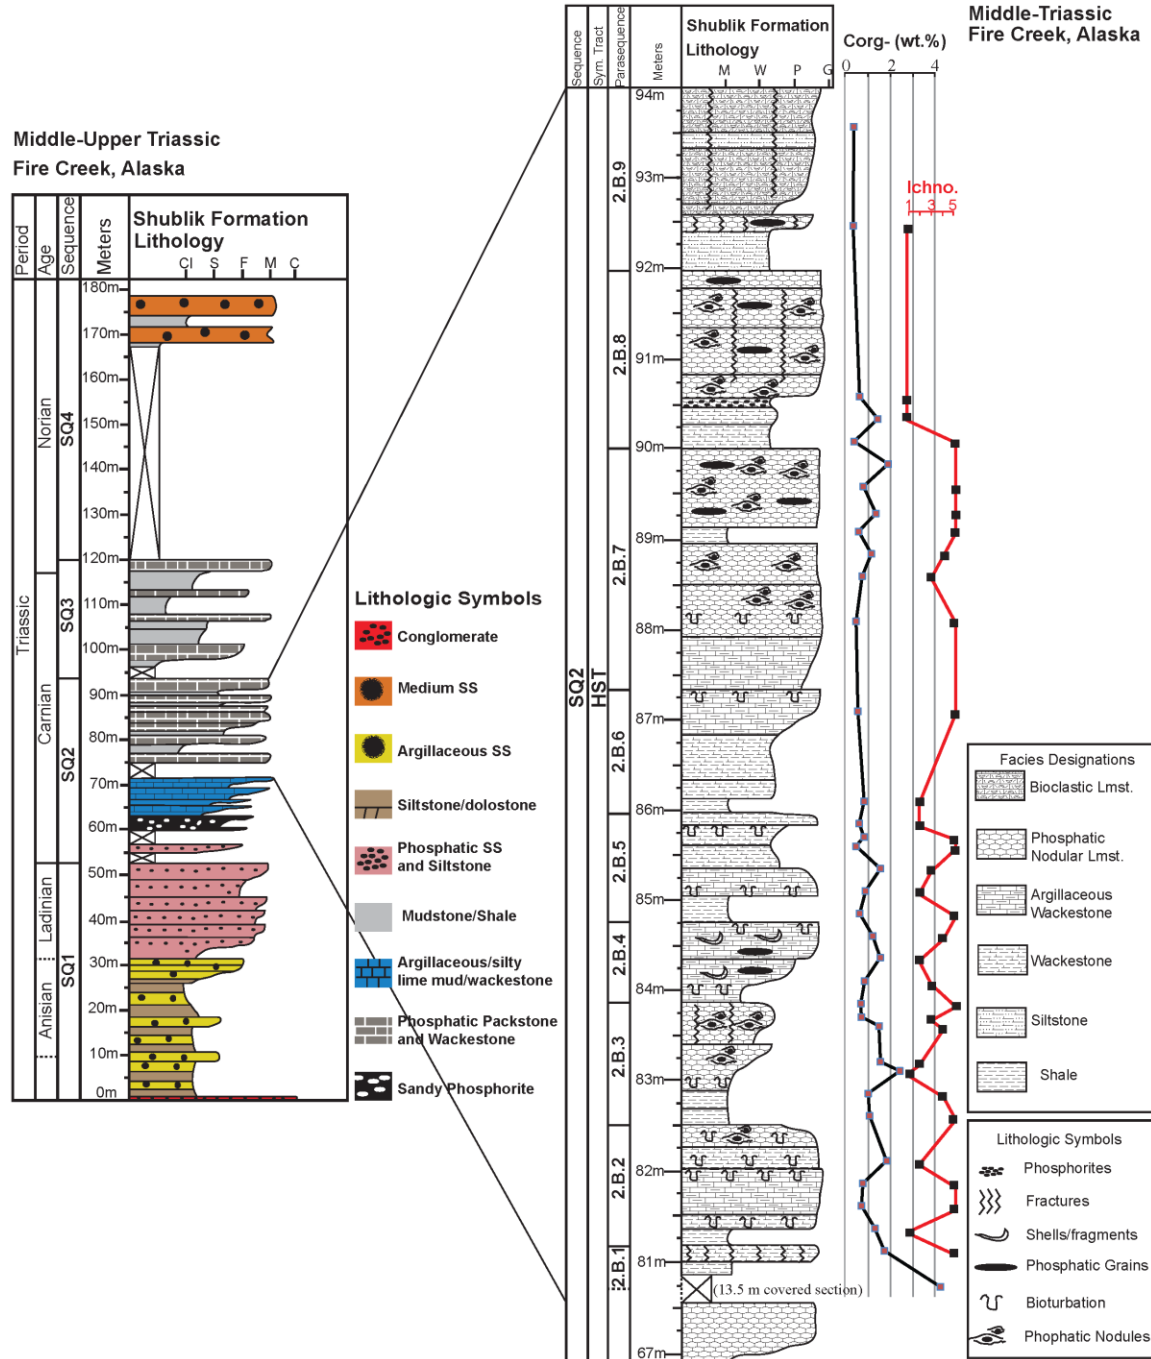 Middle-Upper Triassic
Fire Creek, Alaska
Period
Age
Sequence
Meters
Shublik Formation
Lithology
Cl S F M C
180m
170m
160m
150m
140m
130m
120m
110m
100m
90m
80m
70m
60m
50m
40m
30m
20m
10m
0m
Triassic
Norian
Carnian
Ladinian
Anisian
SQ4
SQ3
SQ2
SQ1
Lithologic Symbols
Conglomerate
Medium SS
Argillaceous SS
Siltstone/dolostone
Phosphatic SS
and Siltstone
Mudstone/Shale
Argillaceous/silty
lime mud/wackestone
Phosphatic Packstone
and Wackestone
Sandy Phosphorite
Sequence
Sym. Tract
Parasequence
Meters
Shublik Formation
Lithology
M W P G
94m
93m
92m
91m
90m
89m
88m
87m
86m
85m
84m
83m
82m
81m
67m
SQ2
HST
2.B.9
2.B.8
2.B.7
2.B.6
2.B.5
2.B.4
2.B.3
2.B.2
2.B.1
(13.5 m covered section)
Corg- (wt.%)
0 2 4
Ichno.
1 3 5
Middle-Triassic
Fire Creek, Alaska
Facies Designations
Bioclastic Lmst.
Phosphatic
Nodular Lmst.
Argillaceous
Wackestone
Wackestone
Siltstone
Shale
Lithologic Symbols
Phosphorites
Fractures
Shells/fragments
Phosphatic Grains
Bioturbation
Phophatic Nodules